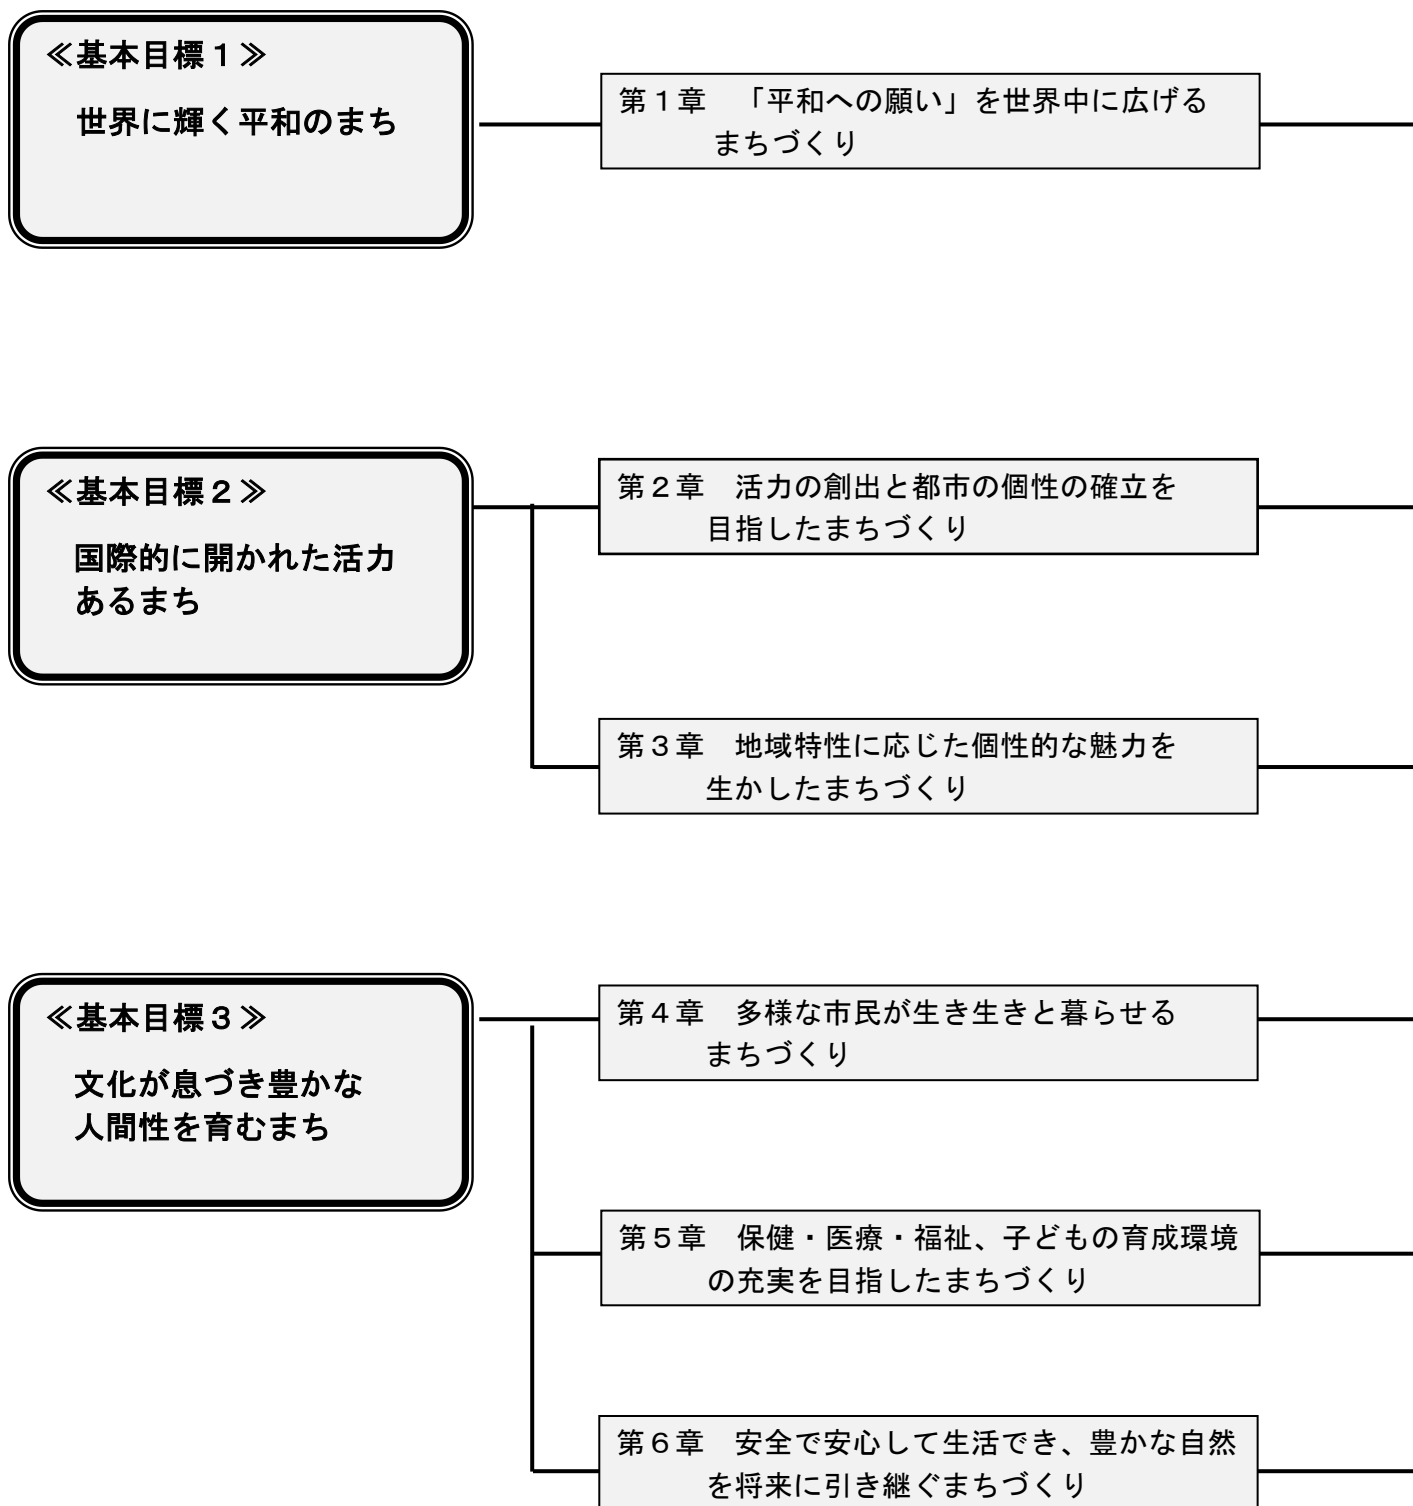 ≪基本目標１≫
世界に輝く平和のまち
第１章　「平和への願い」を世界中に広げる
まちづくり
≪基本目標２≫
国際的に開かれた活力
あるまち
第２章　活力の創出と都市の個性の確立を
目指したまちづくり
第３章　地域特性に応じた個性的な魅力を
生かしたまちづくり
≪基本目標３≫
文化が息づき豊かな
人間性を育むまち
第４章　多様な市民が生き生きと暮らせる
まちづくり
第５章　保健・医療・福祉、子どもの育成環境
の充実を目指したまちづくり
第６章　安全で安心して生活でき、豊かな自然
を将来に引き継ぐまちづくり